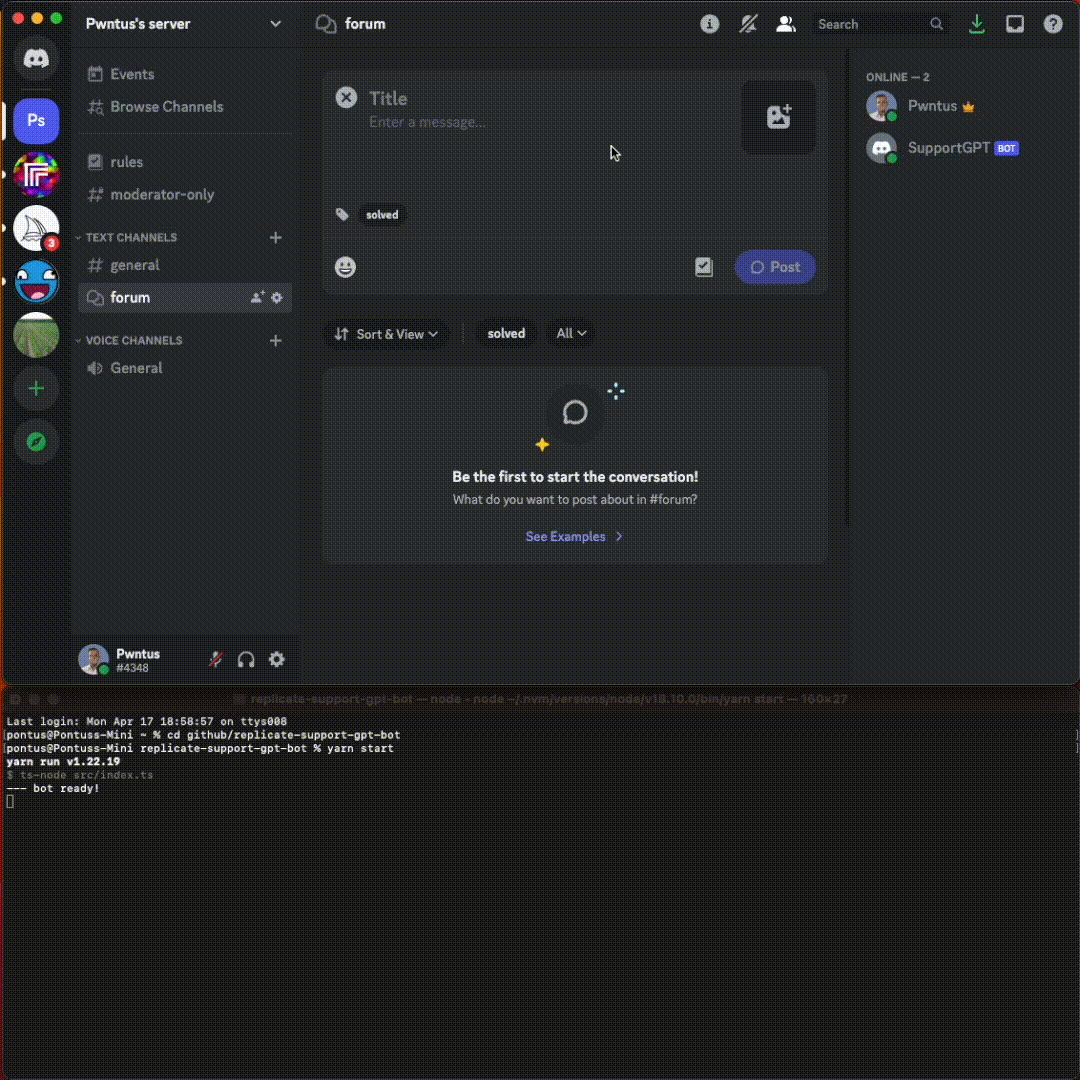 Pwntus's server
forum
Search
Events
Browse Channels
Ps
rules
moderator-only
3
TEXT CHANNELS
general
forum
VOICE CHANNELS
General
Pwntus
#4348
Title
Enter a message...
solved
Post
Sort & View
solved
All
Be the first to start the conversation!
What do you want to post about in #forum?
See Examples
ONLINE — 2
Pwntus
SupportGPT BOT
replicate-support-gpt-bot — node - node ~/.nvm/versions/node/v18.10.0/bin/yarn start — 160×27
Last login: Mon Apr 17 18:58:57 on ttys008
[pontus@Pontuss-Mini ~ % cd github/replicate-support-gpt-bot ]
[pontus@Pontuss-Mini replicate-support-gpt-bot % yarn start ]
yarn run v1.22.19
$ ts-node src/index.ts
--- bot ready!